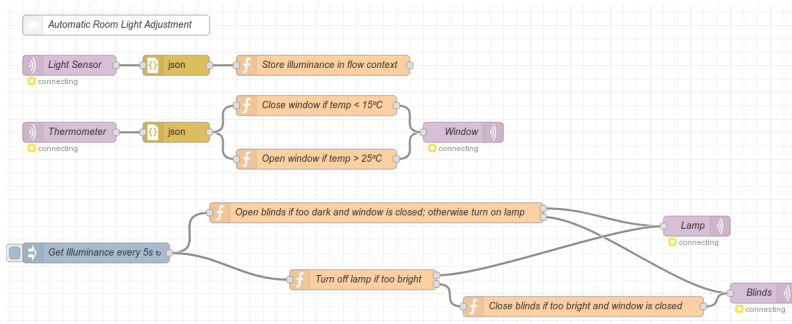 Automatic Room Light Adjustment
Light Sensor
json
Store illuminance in flow context
connecting
Close window if temp < 15ºC
Thermometer
json
Window
connecting
connecting
Open window if temp > 25ºC
Open blinds if too dark and window is closed; otherwise turn on lamp
Lamp
connecting
Get Illuminance every 5s ↻
Turn off lamp if too bright
Blinds
Close blinds if too bright and window is closed
connecting